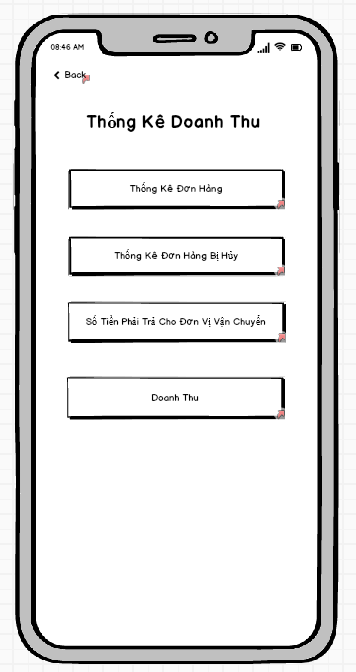 08:46 AM
Back
Thống Kê Doanh Thu
Thống Kê Đơn Hàng
Thống Kê Đơn Hàng Bị Hủy
Số Tiền Phải Trả Cho Đơn Vị Vận Chuyển
Doanh Thu